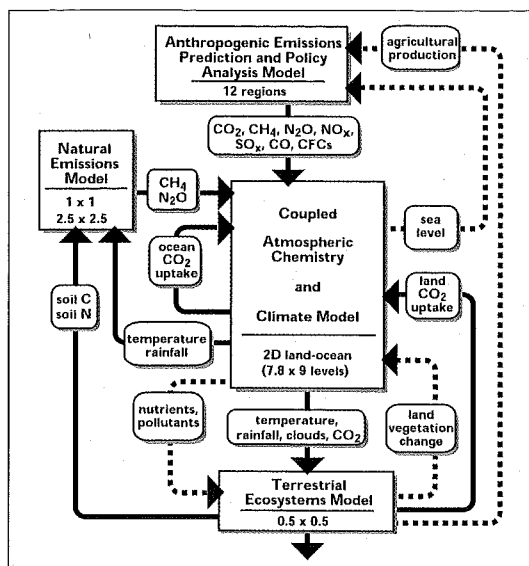 Anthropogenic Emissions
Prediction and Policy
Analysis Model
12 regions
agricultural
production
CO2, CH4, N2O, NOx,
SOx, CO, CFCs
Natural
Emissions
Model
1 x 1
2.5 x 2.5
CH4
N2O
Coupled
Atmospheric
Chemistry
and
Climate Model
2D land-ocean
(7.8 x 9 levels)
sea
level
ocean
CO2
uptake
land
CO2
uptake
soil C
soil N
temperature
rainfall
nutrients,
pollutants
temperature,
rainfall, clouds, CO2
land
vegetation
change
Terrestrial
Ecosystems Model
0.5 x 0.5